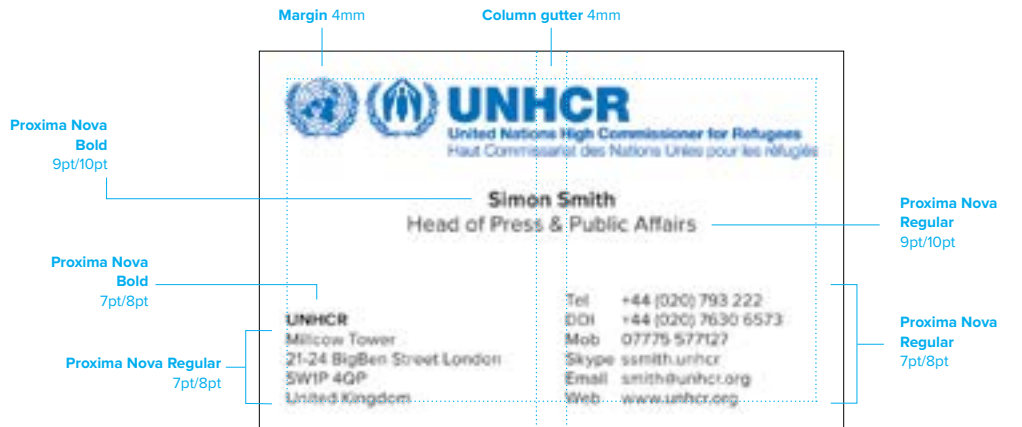 Margin 4mm
Column gutter 4mm
UNHCR
United Nations High Commissioner for Refugees
Haut Commissariat des Nations Unies pour les réfugiés
Proxima Nova
Bold
9pt/10pt
Simon Smith
Head of Press & Public Affairs
Proxima Nova
Regular
9pt/10pt
Proxima Nova
Bold
7pt/8pt
UNHCR
Millcow Tower
21-24 BigBen Street London
SW1P 4QP
United Kingdom
Proxima Nova Regular
7pt/8pt
Tel +44 (020) 793 222
DDI +44 (020) 7630 6573
Mob 07775 577127
Skype ssmith.unhcr
Email smith@unhcr.org
Web www.unhcr.org
Proxima Nova
Regular
7pt/8pt